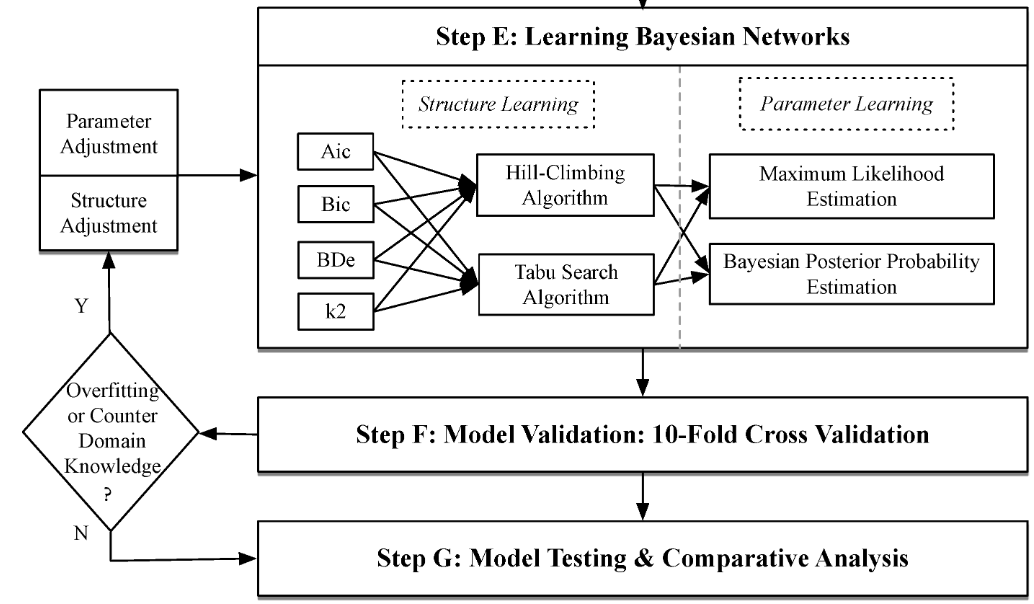 Step E: Learning Bayesian Networks
Structure Learning
Parameter Learning
Parameter
Adjustment
Structure
Adjustment
Aic
Bic
BDe
k2
Hill-Climbing
Algorithm
Tabu Search
Algorithm
Maximum Likelihood
Estimation
Bayesian Posterior Probability
Estimation
Y
Overfitting
or Counter
Domain
Knowledge
?
N
Step F: Model Validation: 10-Fold Cross Validation
Step G: Model Testing & Comparative Analysis